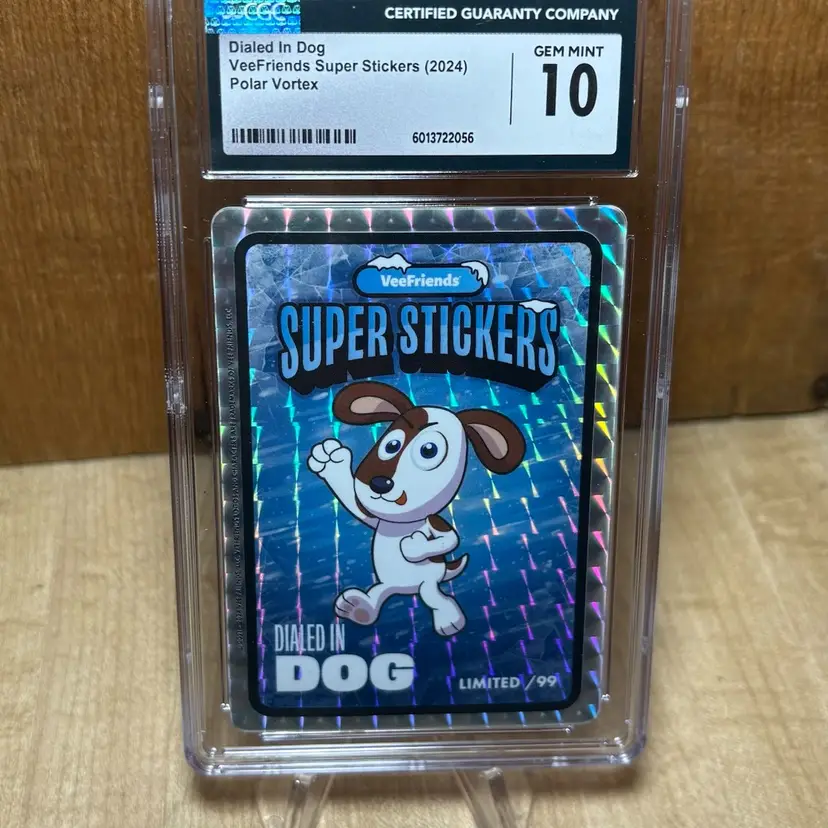 CGC
CERTIFIED GUARANTY COMPANY
Dialed In Dog
VeeFriends Super Stickers (2024)
Polar Vortex
GEM MINT
10
6013722056
VeeFriends
SUPER STICKERS
DIALED IN
DOG
LIMITED /99